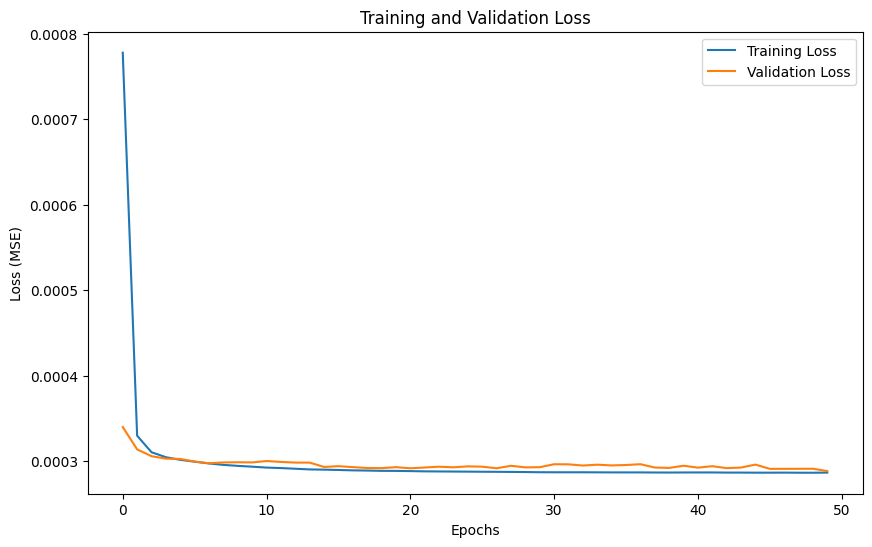 Training and Validation Loss
Training Loss
Validation Loss
Loss (MSE)
0.0008
0.0007
0.0006
0.0005
0.0004
0.0003
0 10 20 30 40 50
Epochs